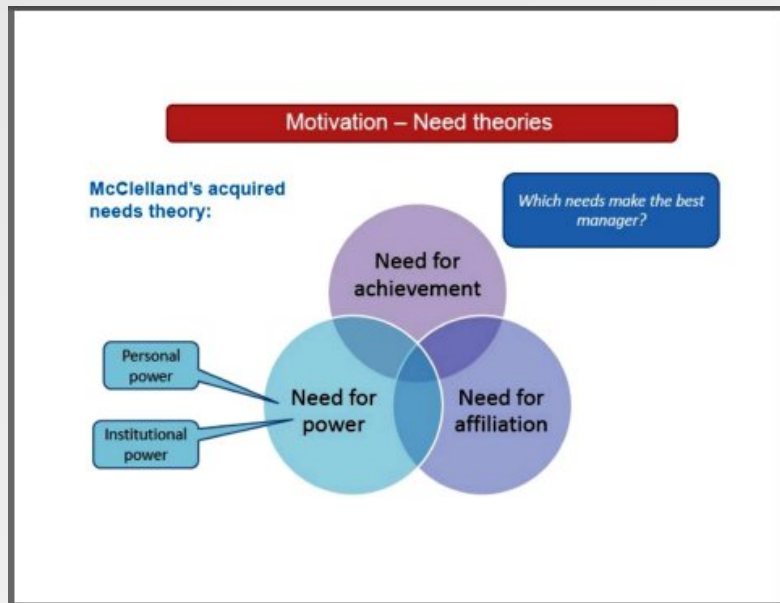 Motivation – Need theories
McClelland's acquired
needs theory:
Which needs make the best
manager?
Need for
achievement
Personal
power
Institutional
power
Need for
power
Need for
affiliation